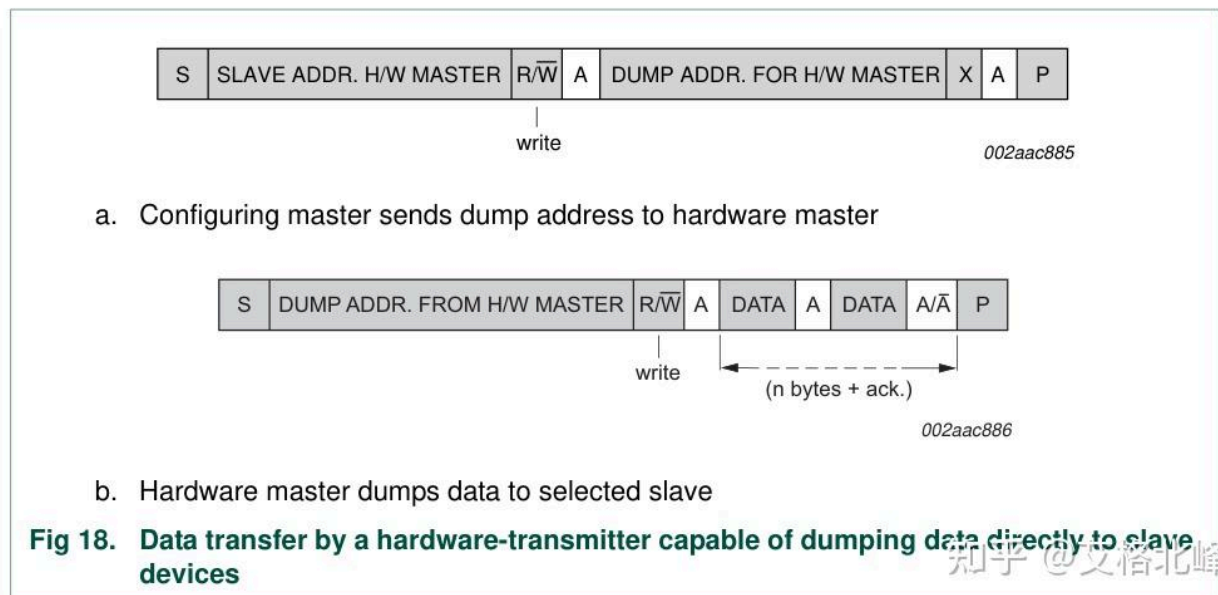 S SLAVE ADDR. H/W MASTER R/W̅ A DUMP ADDR. FOR H/W MASTER X A P
write
002aac885
a. Configuring master sends dump address to hardware master
S DUMP ADDR. FROM H/W MASTER R/W̅ A DATA A DATA A/A̅ P
write
(n bytes + ack.)
002aac886
b. Hardware master dumps data to selected slave
Fig 18. Data transfer by a hardware-transmitter capable of dumping data directly to slave
devices
知乎 @艾格北峰